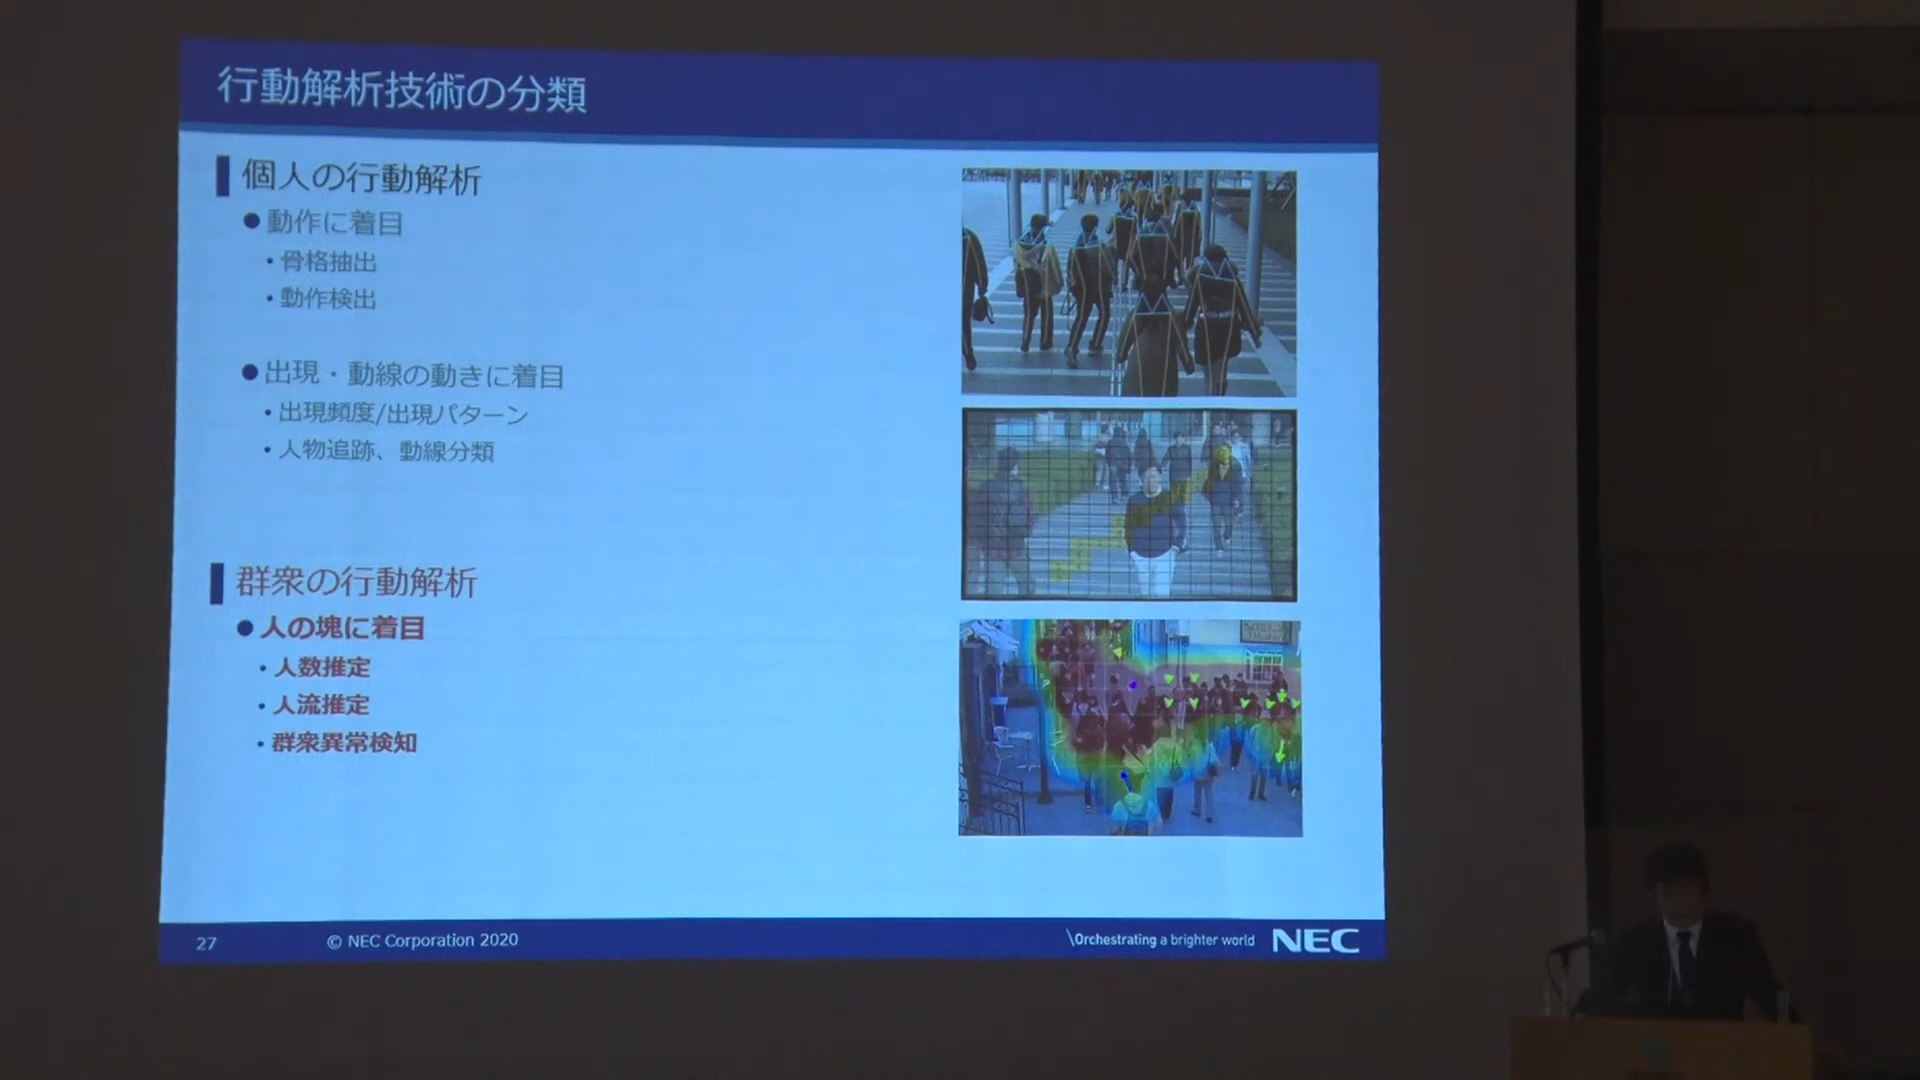 行動解析技術の分類
個人の行動解析
● 動作に着目
・骨格抽出
・動作検出
● 出現・動線の動きに着目
・出現頻度/出現パターン
・人物追跡、動線分類
群衆の行動解析
● 人の塊に着目
・人数推定
・人流推定
・群衆異常検知
27
© NEC Corporation 2020
\Orchestrating a brighter world
NEC